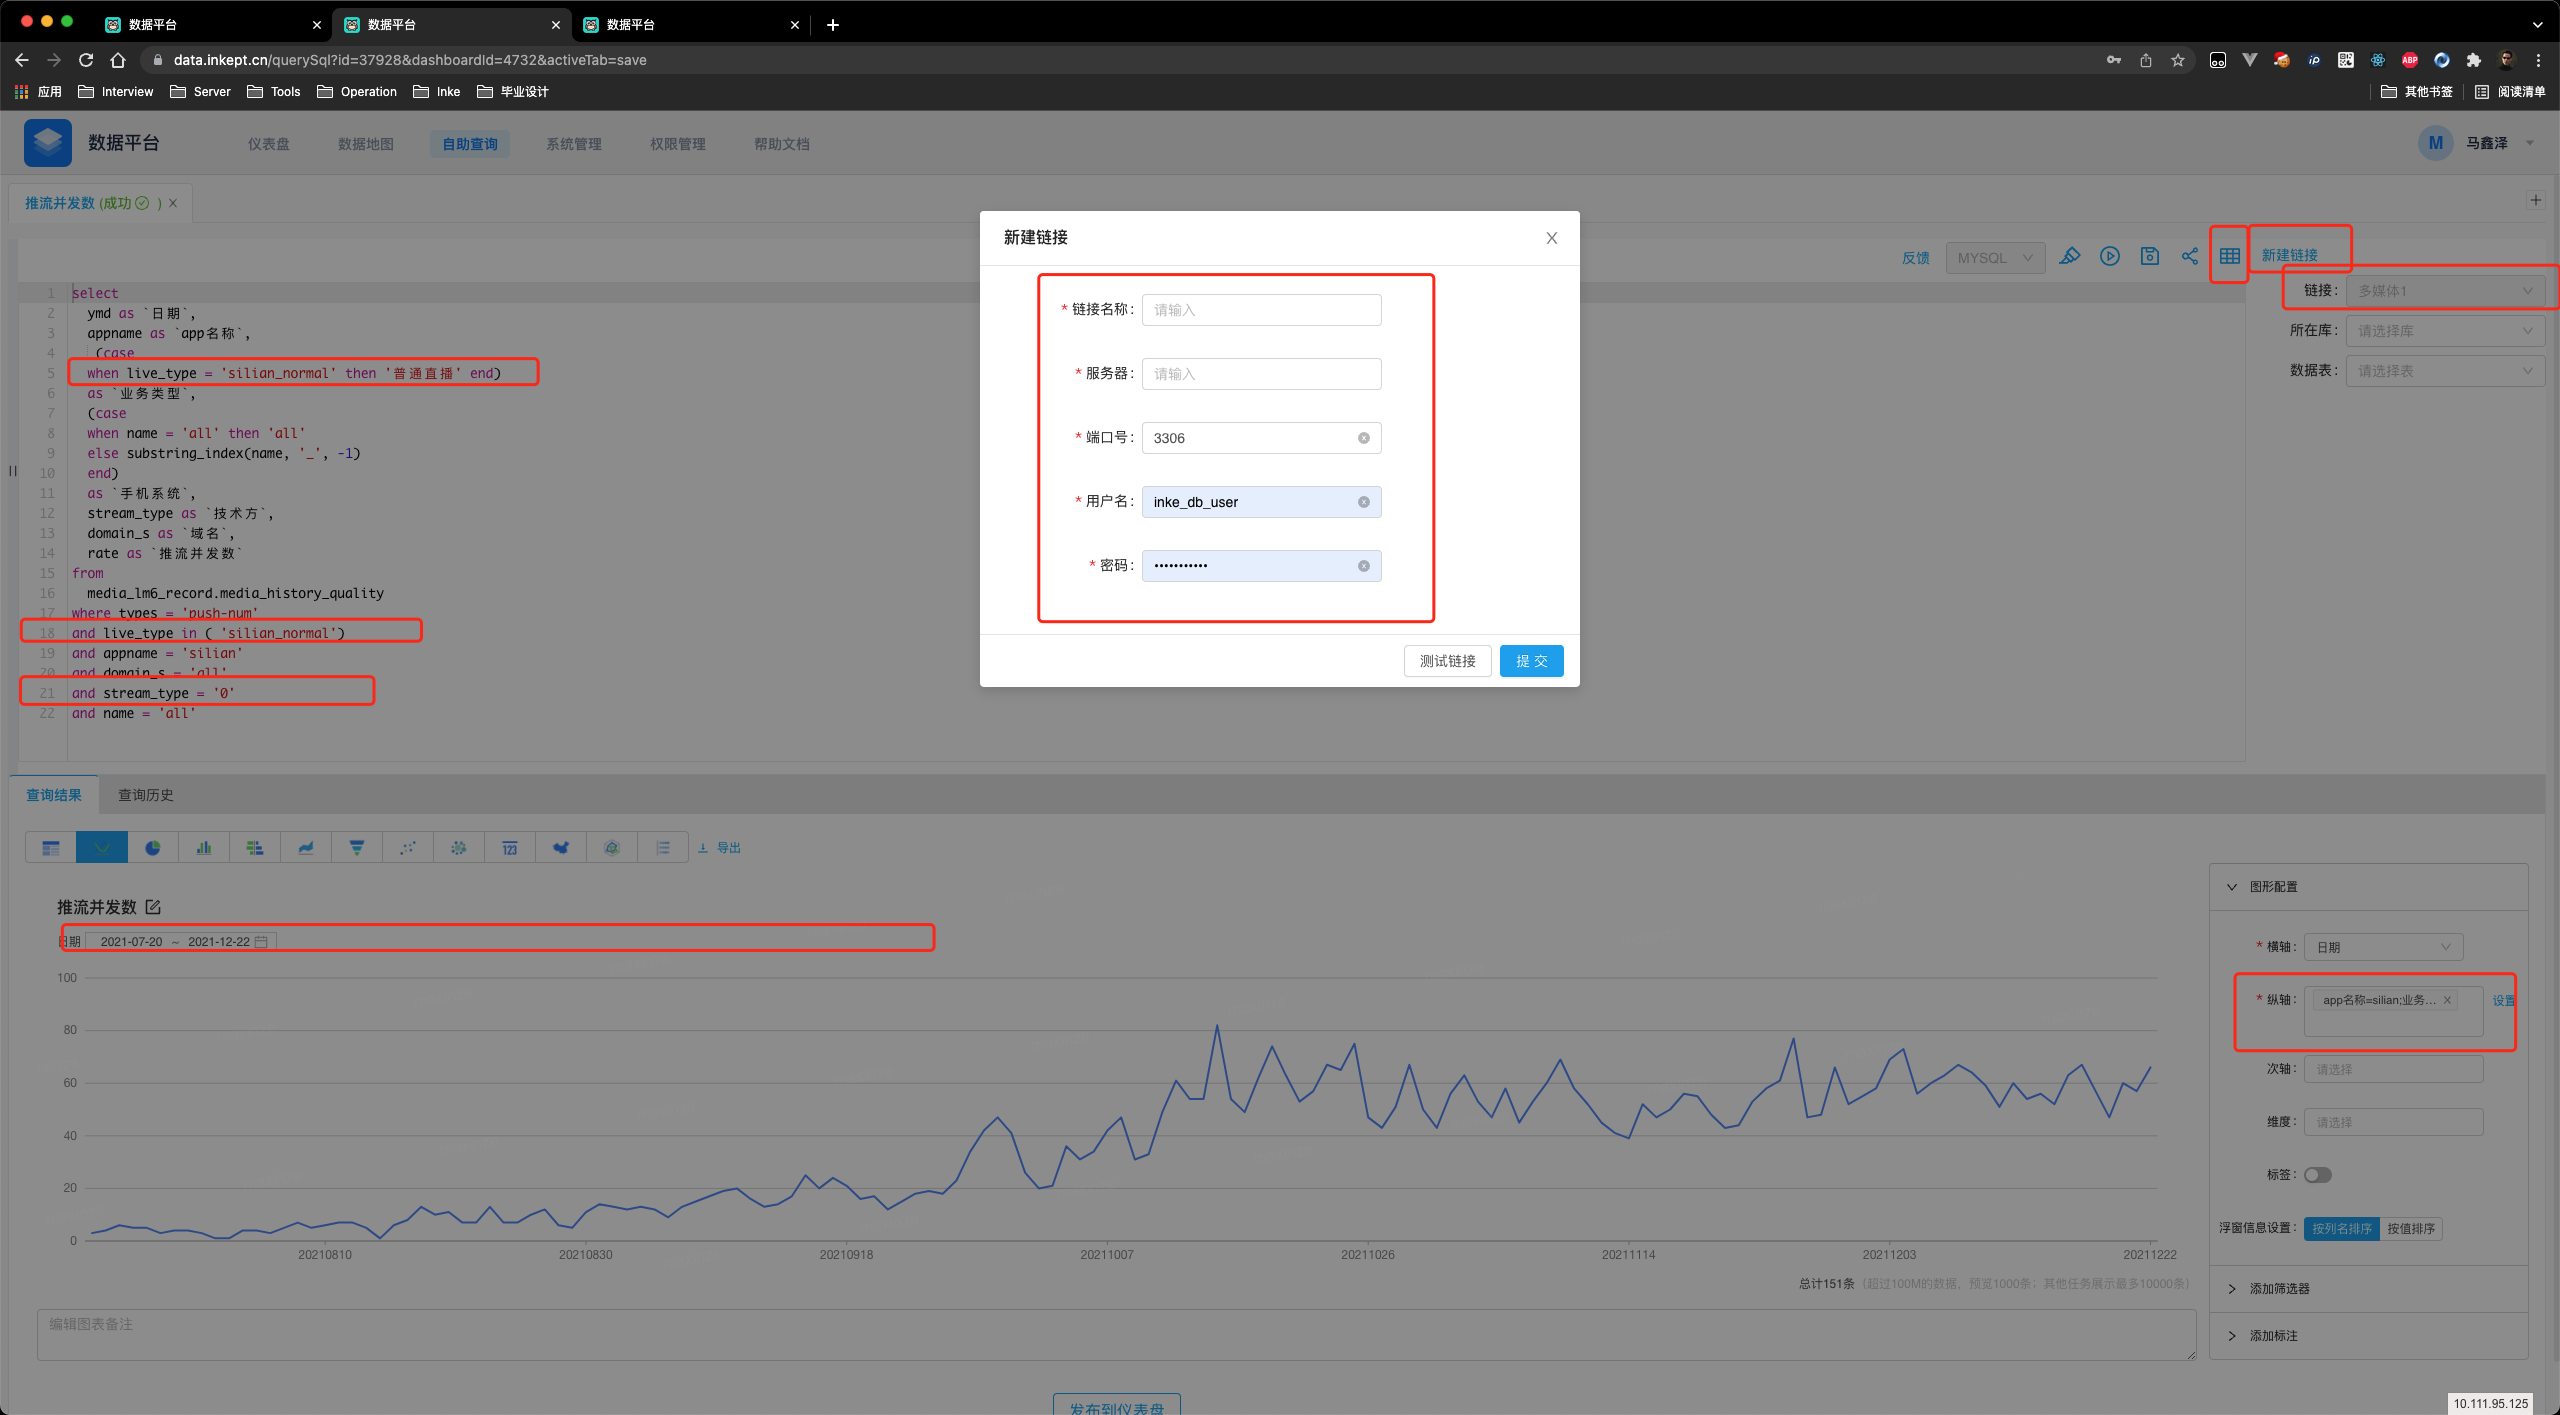 数据平台
数据平台
数据平台
data.inkept.cn/querySql?id=37928&dashboardId=4732&activeTab=save
应用 Interview Server Tools Operation Inke 毕业设计 其他书签 阅读清单
数据平台 仪表盘 数据地图 自助查询 系统管理 权限管理 帮助文档 M 马鑫泽
推流并发数 (成功 )
反馈 MYSQL 新建链接
链接: 多媒体1
所在库: 请选择库
数据表: 请选择表
1 select
2 ymd as `日期`,
3 appname as `app名称`,
4 (case
5 when live_type = 'silian_normal' then '普通直播' end)
6 as `业务类型`,
7 (case
8 when name = 'all' then 'all'
9 else substring_index(name, '_', -1)
10 end)
11 as `手机系统`,
12 stream_type as `技术方`,
13 domain_s as `域名`,
14 rate as `推流并发数`
15 from
16 media_lm6_record.media_history_quality
17 where types = 'push-num'
18 and live_type in ( 'silian_normal')
19 and appname = 'silian'
20 and domain_s = 'all'
21 and stream_type = '0'
22 and name = 'all'
新建链接
* 链接名称: 请输入
* 服务器: 请输入
* 端口号: 3306
* 用户名: inke_db_user
* 密码: •••••••••••
测试链接 提 交
查询结果 查询历史
123 导出
推流并发数
日期 2021-07-20 ~ 2021-12-22
100
80
60
40
20
0
20210810 20210830 20210918 20211007 20211026 20211114 20211203 20211222
总计151条 (超过100M的数据，预览1000条；其他任务展示最多10000条)
编辑图表备注
发布到仪表盘
图形配置
* 横轴: 日期
* 纵轴: app名称=silian;业务... 设置
次轴: 请选择
维度: 请选择
标签:
浮窗信息设置: 按列名排序 按值排序
添加筛选器
添加标注
10.111.95.125